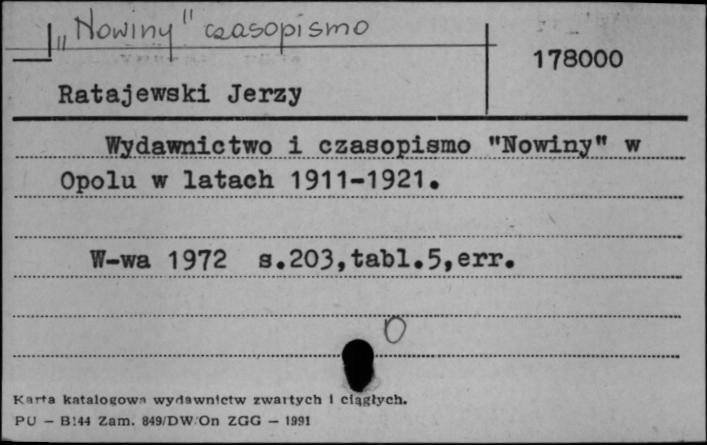 „Nowiny" czasopismo
178000
Ratajewski Jerzy
Wydawnictwo i czasopismo "Nowiny" w
Opolu w latach 1911-1921.
W-wa 1972 s.203,tabl.5,err.
O
Karta katalogowa wydawnictw zwartych i ciągłych.
PU — B144 Zam. 849/DW/On ZGG — 1991